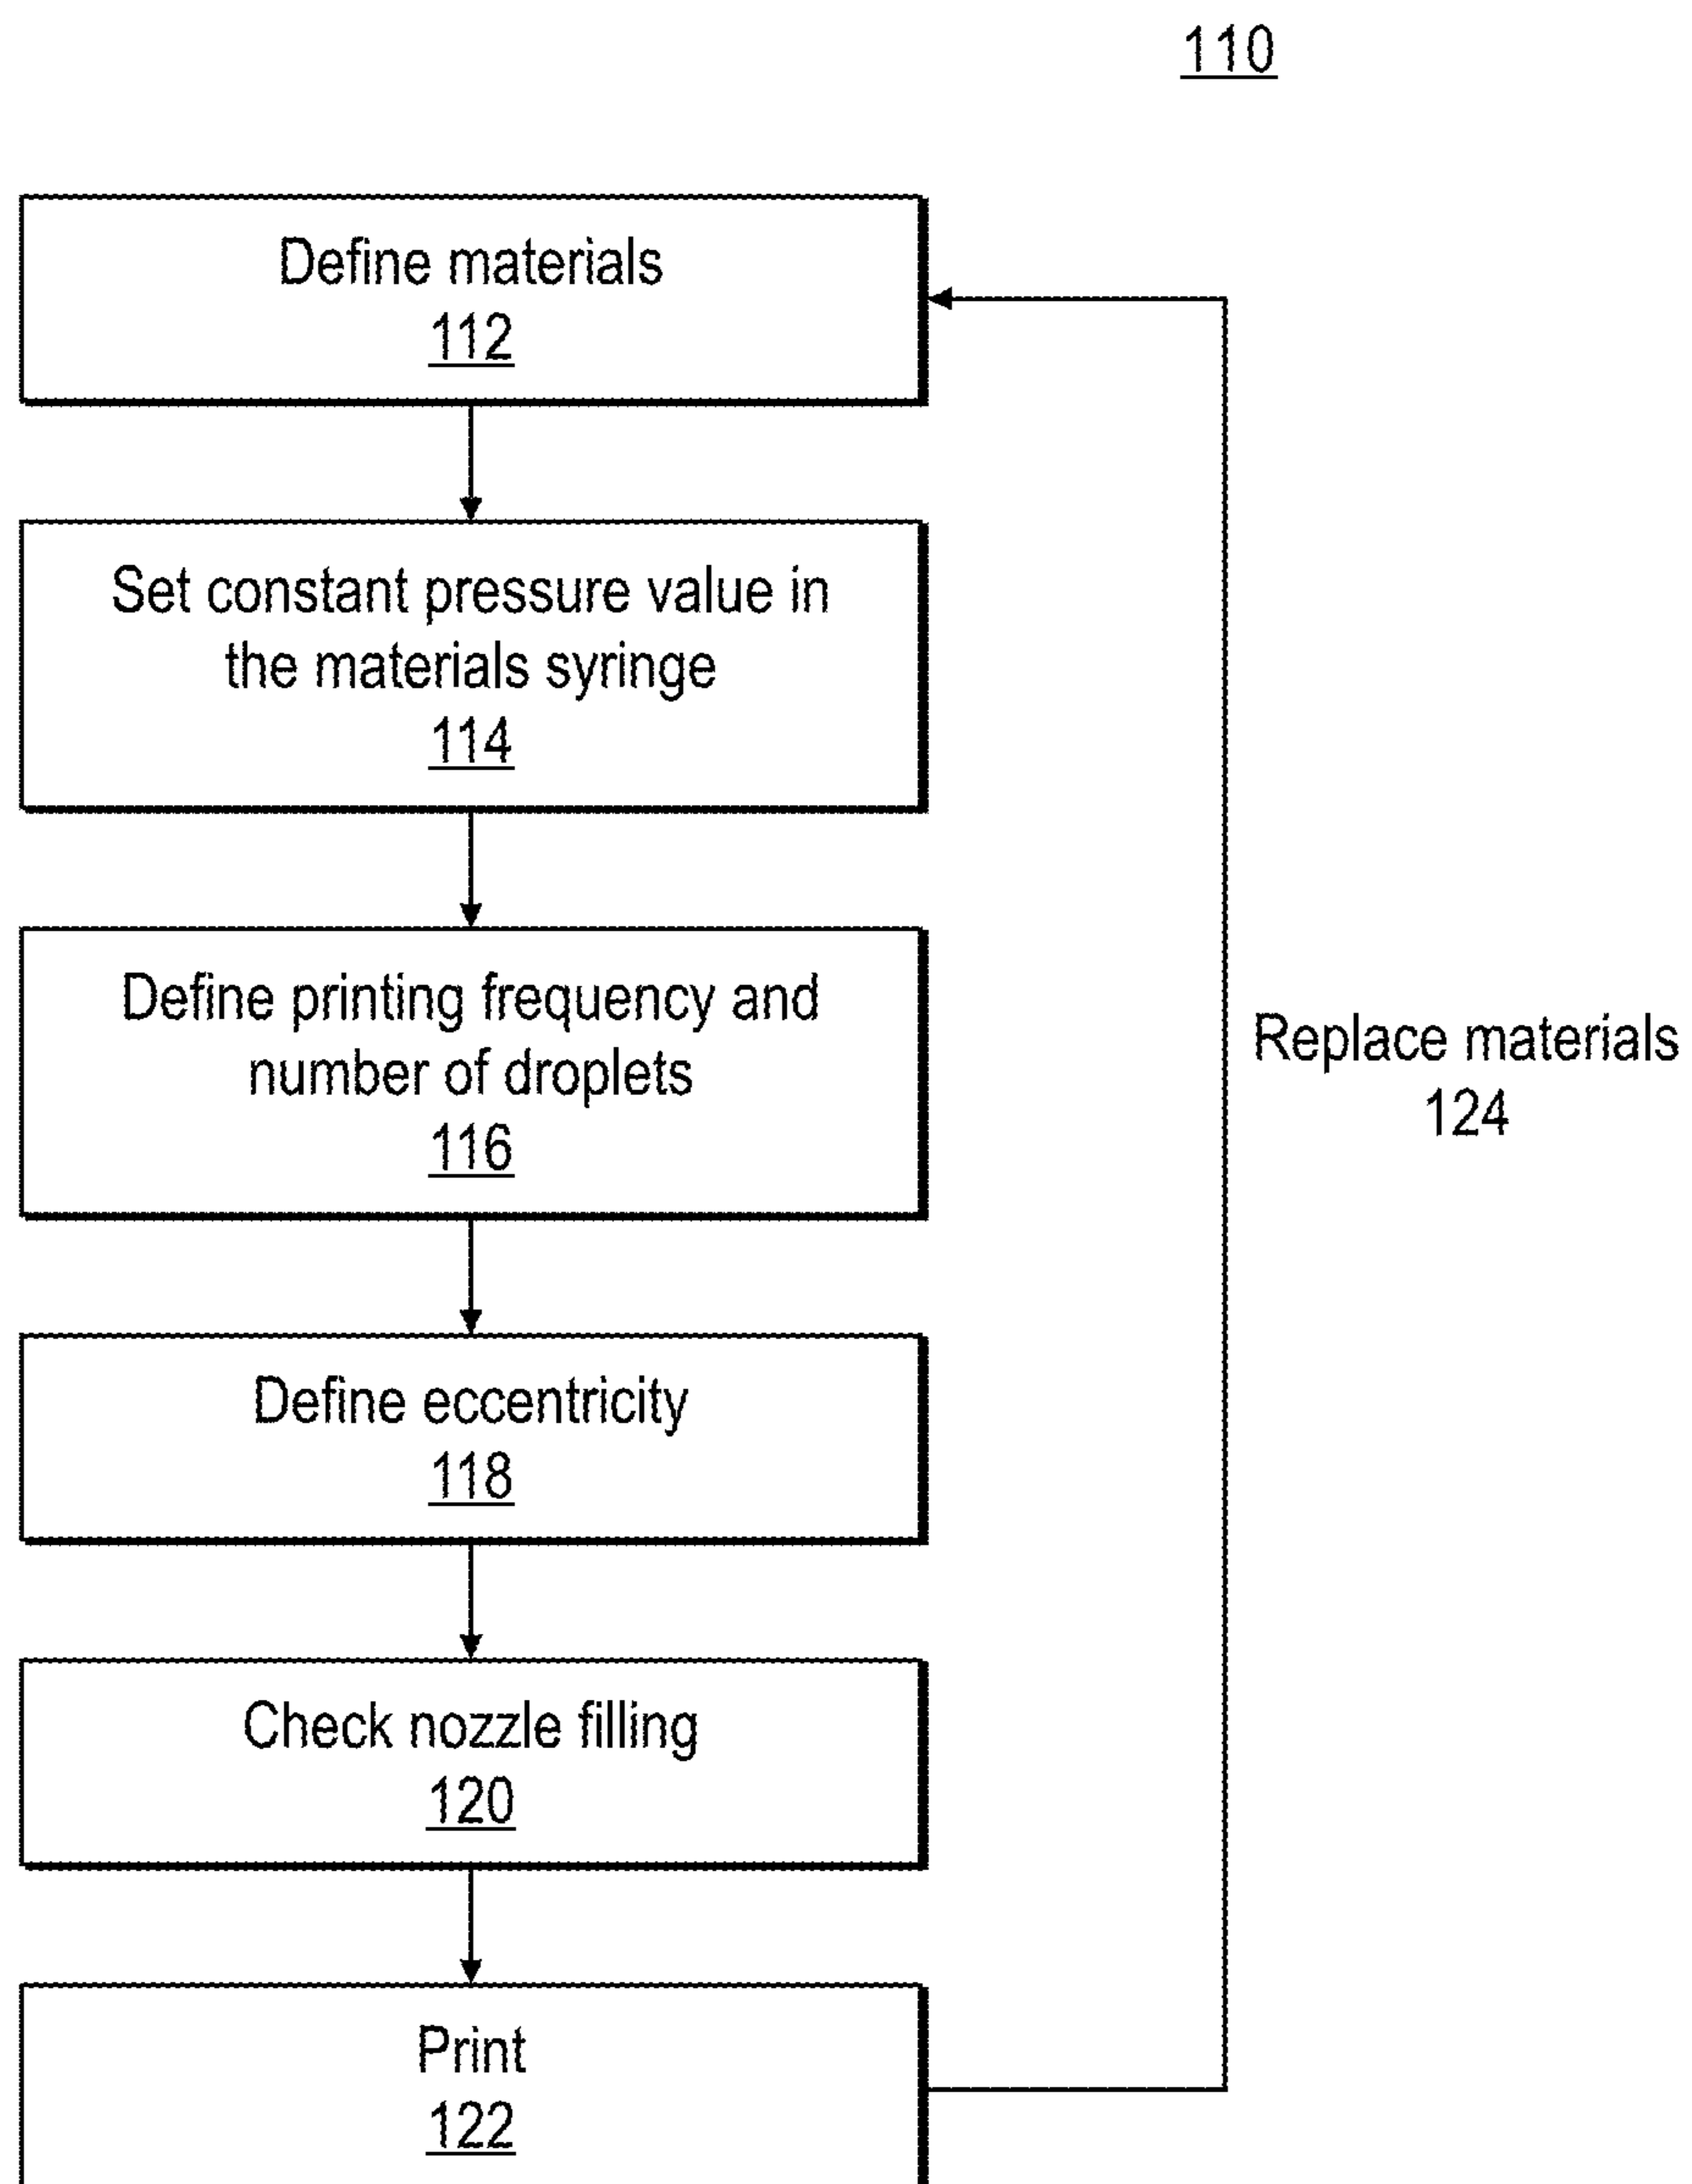 110
Define materials
112
Set constant pressure value in
the materials syringe
114
Define printing frequency and
number of droplets
116
Replace materials
124
Define eccentricity
118
Check nozzle filling
120
Print
122